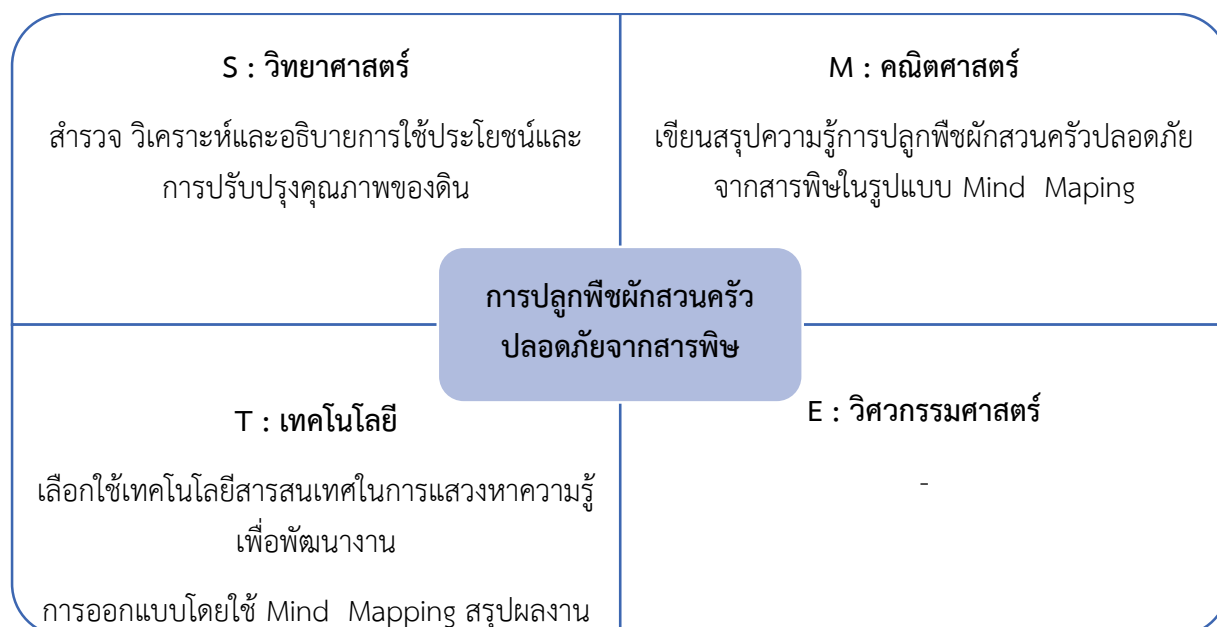 S : วิทยาศาสตร์
สำรวจ วิเคราะห์และอธิบายการใช้ประโยชน์และ
การปรับปรุงคุณภาพของดิน
M : คณิตศาสตร์
เขียนสรุปความรู้การปลูกพืชผักสวนครัวปลอดภัย
จากสารพิษในรูปแบบ Mind Maping
การปลูกพืชผักสวนครัว
ปลอดภัยจากสารพิษ
T : เทคโนโลยี
เลือกใช้เทคโนโลยีสารสนเทศในการแสวงหาความรู้
เพื่อพัฒนางาน
การออกแบบโดยใช้ Mind Mapping สรุปผลงาน
E : วิศวกรรมศาสตร์
-